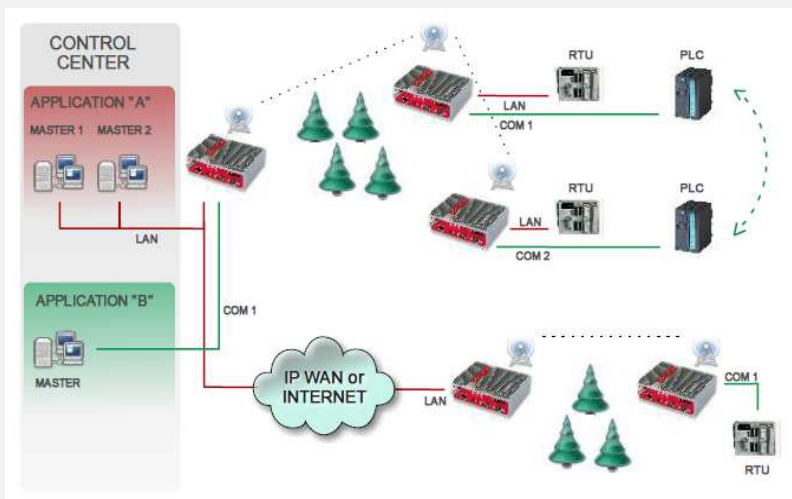 CONTROL
CENTER
APPLICATION "A"
MASTER 1 MASTER 2
LAN
APPLICATION "B"
MASTER
COM 1
RTU
PLC
LAN
COM 1
RTU
PLC
LAN
COM 2
IP WAN or
INTERNET
LAN
COM 1
RTU